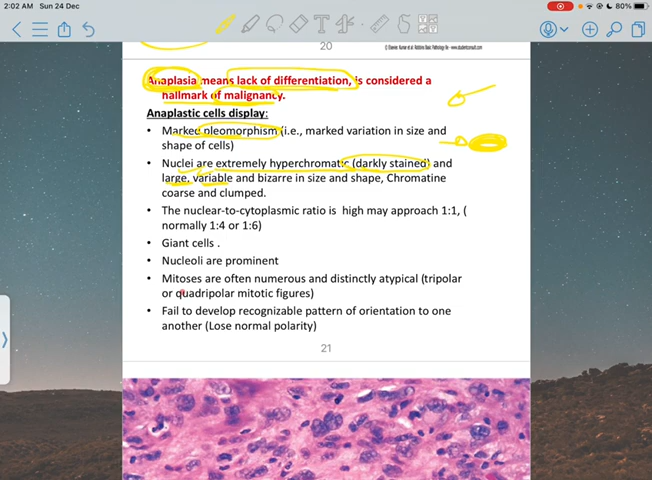 2:02 AM Sun 24 Dec
80%
20
Anaplasia means lack of differentiation, is considered a
hallmark of malignancy.
Anaplastic cells display:
• Marked pleomorphism (i.e., marked variation in size and
shape of cells)
• Nuclei are extremely hyperchromatic (darkly stained) and
large, variable and bizarre in size and shape, Chromatine
coarse and clumped.
• The nuclear-to-cytoplasmic ratio is high may approach 1:1, (
normally 1:4 or 1:6)
• Giant cells .
• Nucleoli are prominent
• Mitoses are often numerous and distinctly atypical (tripolar
or quadripolar mitotic figures)
• Fail to develop recognizable pattern of orientation to one
another (Lose normal polarity)
21